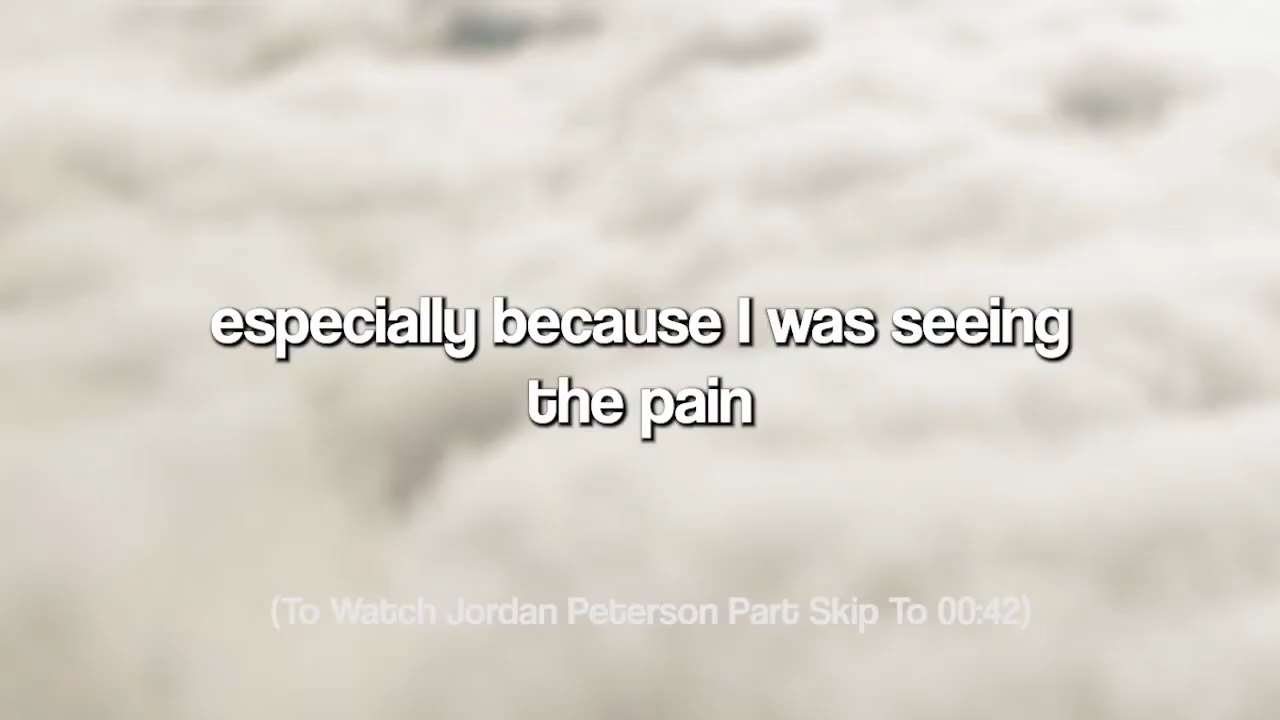 especially because I was seeing
the pain
(To Watch Jordan Peterson Part Skip To 00:42)